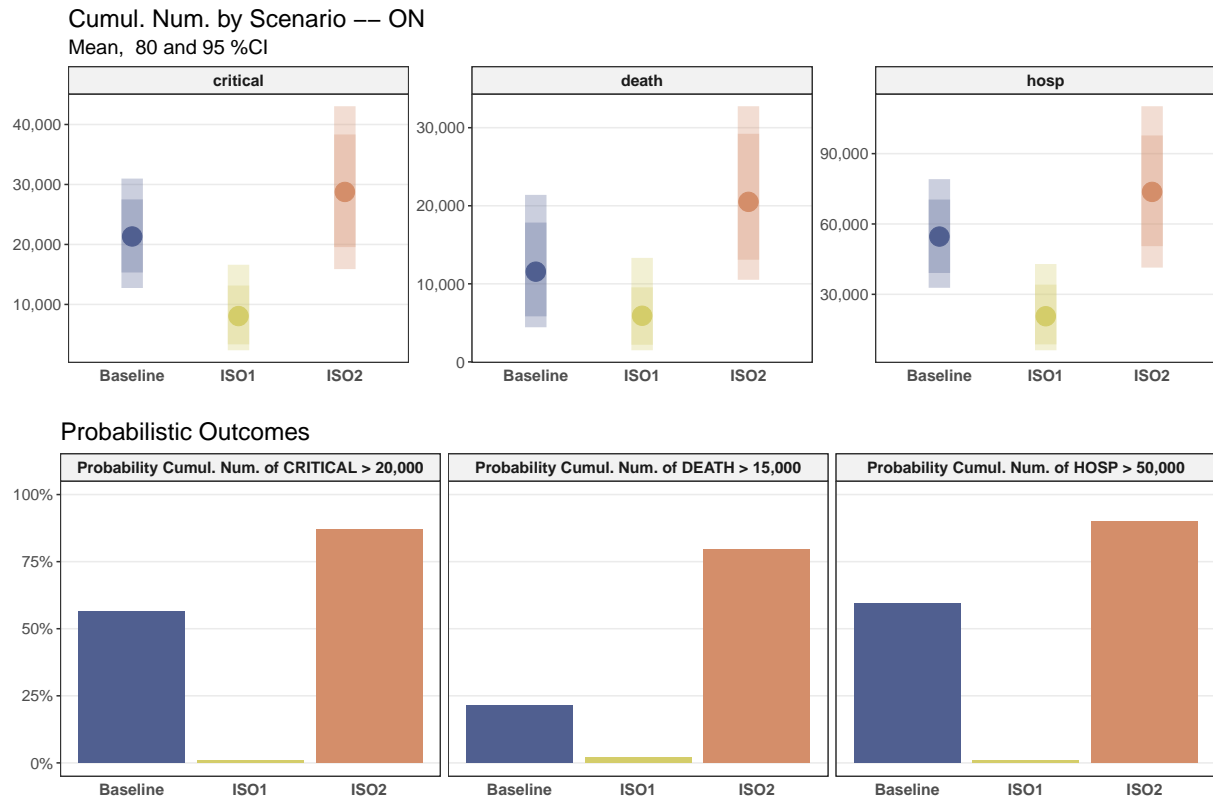 Cumul. Num. by Scenario −− ON
Mean,  80 and 95 %CI
critical
death
hosp
40,000
30,000
20,000
10,000
30,000
20,000
10,000
0
90,000
60,000
30,000
Baseline ISO1 ISO2
Baseline ISO1 ISO2
Baseline ISO1 ISO2
Probabilistic Outcomes
Probability Cumul. Num. of CRITICAL > 20,000
Probability Cumul. Num. of DEATH > 15,000
Probability Cumul. Num. of HOSP > 50,000
100%
75%
50%
25%
0%
Baseline ISO1 ISO2
Baseline ISO1 ISO2
Baseline ISO1 ISO2